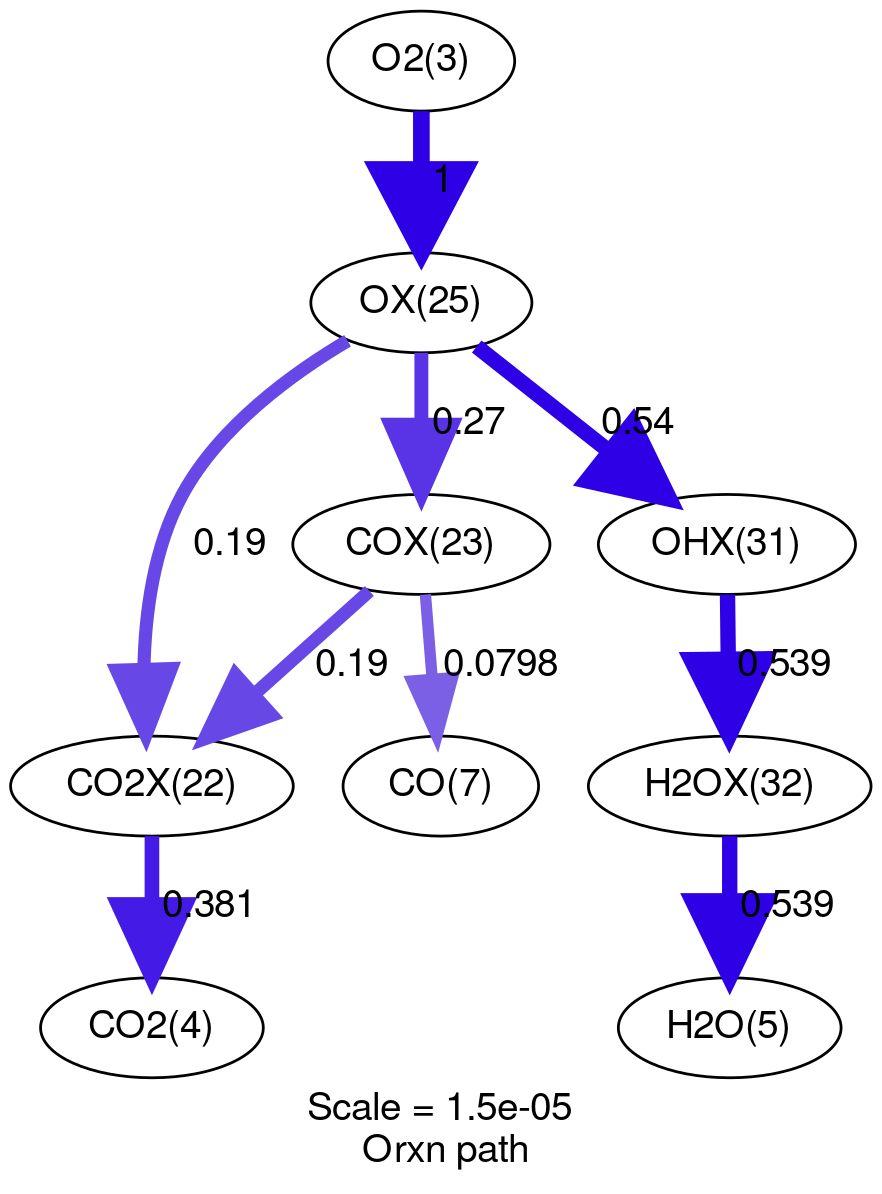 O2(3)
1
OX(25)
0.27
0.54
0.19
COX(23)
OHX(31)
0.19
0.0798
0.539
CO2X(22)
CO(7)
H2OX(32)
0.381
0.539
CO2(4)
H2O(5)
Scale = 1.5e-05
Orxn path